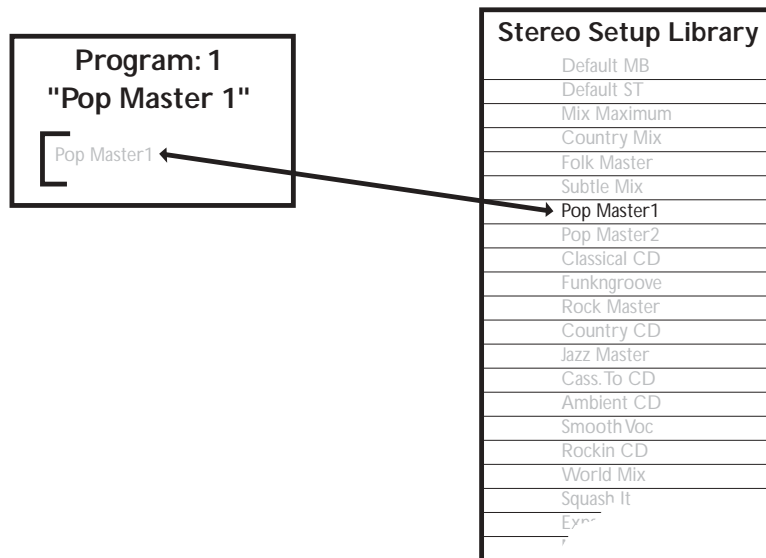 Program: 1
"Pop Master 1"
Pop Master1
Stereo Setup Library
Default MB
Default ST
Mix Maximum
Country Mix
Folk Master
Subtle Mix
Pop Master1
Pop Master2
Classical CD
Funkngroove
Rock Master
Country CD
Jazz Master
Cass.To CD
Ambient CD
Smooth Voc
Rockin CD
World Mix
Squash It